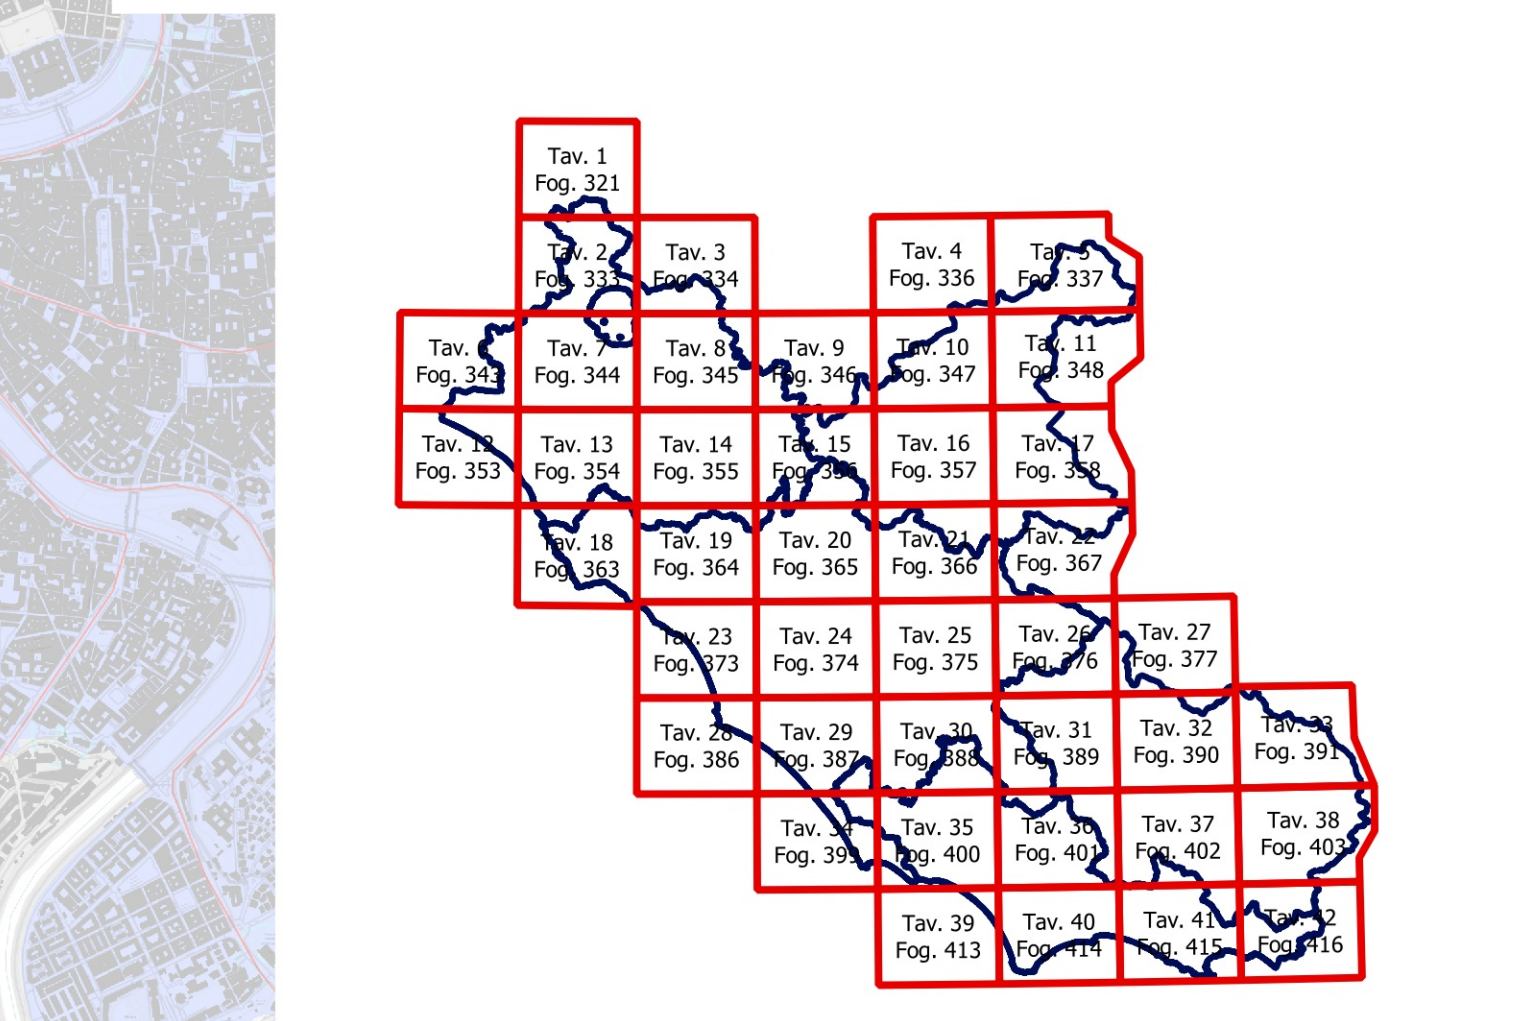 Tav. 1
Fog. 321
Tav. 2
Fog. 333
Tav. 3
Fog. 334
Tav. 4
Fog. 336
Tav. 5
Fog. 337
Tav. 6
Fog. 343
Tav. 7
Fog. 344
Tav. 8
Fog. 345
Tav. 9
Fog. 346
Tav. 10
Fog. 347
Tav. 11
Fog. 348
Tav. 12
Fog. 353
Tav. 13
Fog. 354
Tav. 14
Fog. 355
Tav. 15
Fog. 356
Tav. 16
Fog. 357
Tav. 17
Fog. 358
Tav. 18
Fog. 363
Tav. 19
Fog. 364
Tav. 20
Fog. 365
Tav. 21
Fog. 366
Tav. 22
Fog. 367
Tav. 23
Fog. 373
Tav. 24
Fog. 374
Tav. 25
Fog. 375
Tav. 26
Fog. 376
Tav. 27
Fog. 377
Tav. 28
Fog. 386
Tav. 29
Fog. 387
Tav. 30
Fog. 388
Tav. 31
Fog. 389
Tav. 32
Fog. 390
Tav. 33
Fog. 391
Tav. 34
Fog. 399
Tav. 35
Fog. 400
Tav. 36
Fog. 401
Tav. 37
Fog. 402
Tav. 38
Fog. 403
Tav. 39
Fog. 413
Tav. 40
Fog. 414
Tav. 41
Fog. 415
Tav. 42
Fog. 416